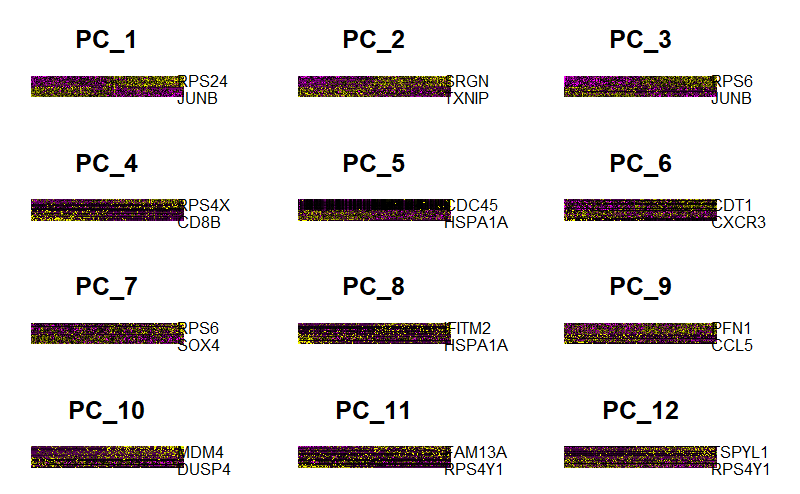 PC_1
PC_2
PC_3
RPS24
JUNB
SRGN
TXNIP
RPS6
JUNB
PC_4
PC_5
PC_6
RPS4X
CD8B
CDC45
HSPA1A
CDT1
CXCR3
PC_7
PC_8
PC_9
RPS6
SOX4
IFITM2
HSPA1A
PFN1
CCL5
PC_10
PC_11
PC_12
MDM4
DUSP4
FAM13A
RPS4Y1
TSPYL1
RPS4Y1